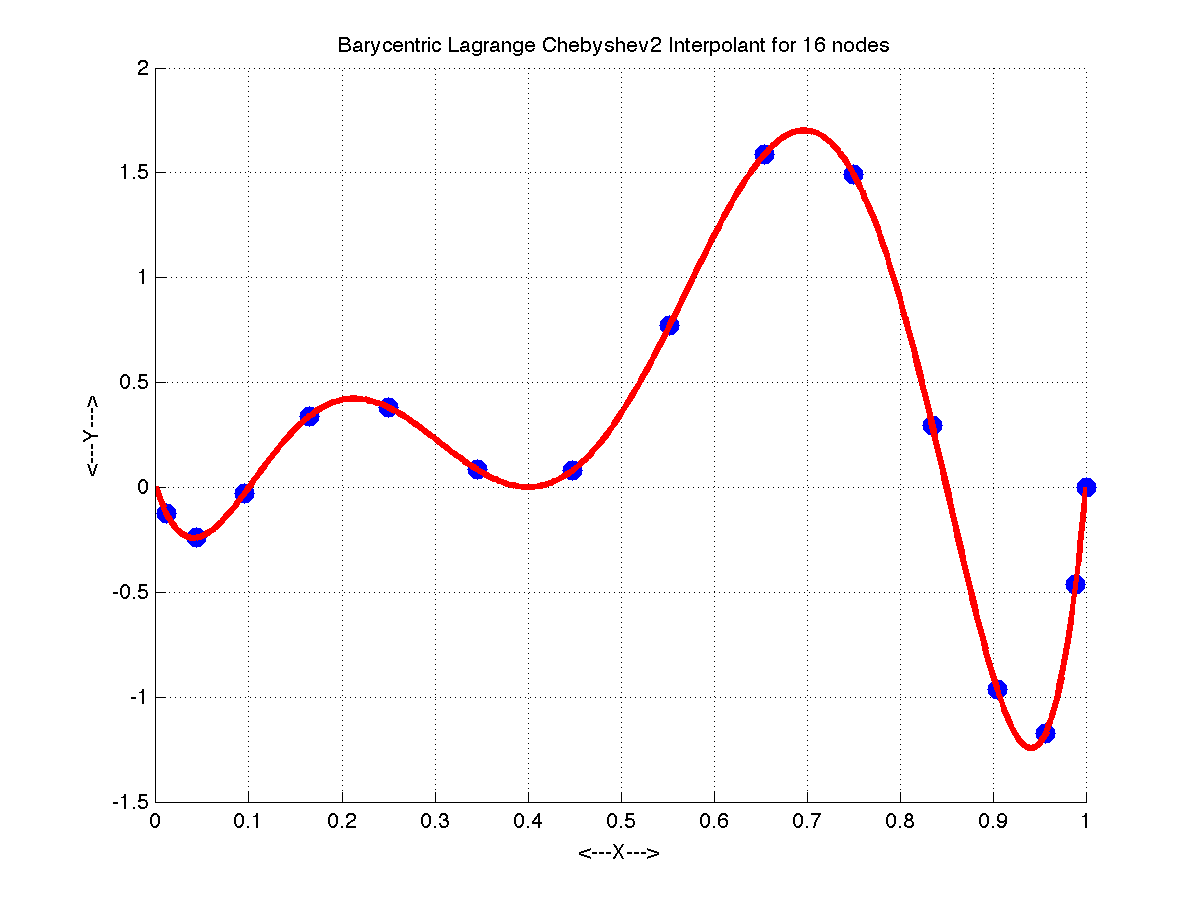 Barycentric Lagrange Chebyshev2 Interpolant for 16 nodes
2
1.5
1
0.5
0
-0.5
-1
-1.5
<---Y--->
0 0.1 0.2 0.3 0.4 0.5 0.6 0.7 0.8 0.9 1
<---X--->